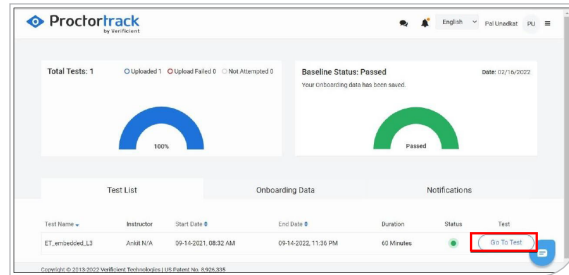 Proctortrack
by Verificient
English
Pal Unadkat PU
Total Tests: 1
Uploaded 1 Upload Failed 0 Not Attempted 0
100%
Baseline Status: Passed
Date: 02/16/2022
Your Onboarding data has been saved.
Passed
Test List Onboarding Data Notifications
Test Name Instructor Start Date End Date Duration Status Test
ET_embedded_L3 Ankit N/A 09-14-2021, 08:32 AM 09-14-2022, 11:36 PM 60 Minutes Go To Test
Copyright © 2013-2022 Verificient Technologies | US Patent No. 8,926,335